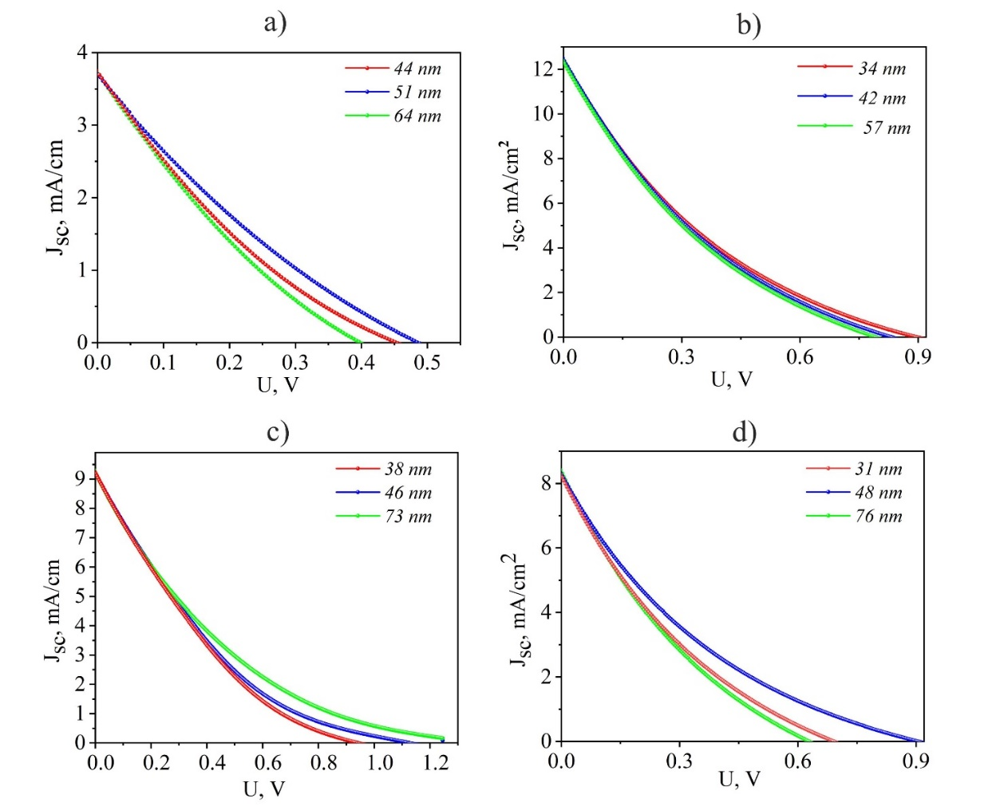 a)
4
3
2
1
0
0.0 0.1 0.2 0.3 0.4 0.5
J_SC, mA/cm
U, V
44 nm
51 nm
64 nm
b)
12
10
8
6
4
2
0
0.0 0.3 0.6 0.9
J_SC, mA/cm²
U, V
34 nm
42 nm
57 nm
c)
9
8
7
6
5
4
3
2
1
0
0.0 0.2 0.4 0.6 0.8 1.0 1.2
J_SC, mA/cm
U, V
38 nm
46 nm
73 nm
d)
8
6
4
2
0
0.0 0.3 0.6 0.9
J_SC, mA/cm2
U, V
31 nm
48 nm
76 nm